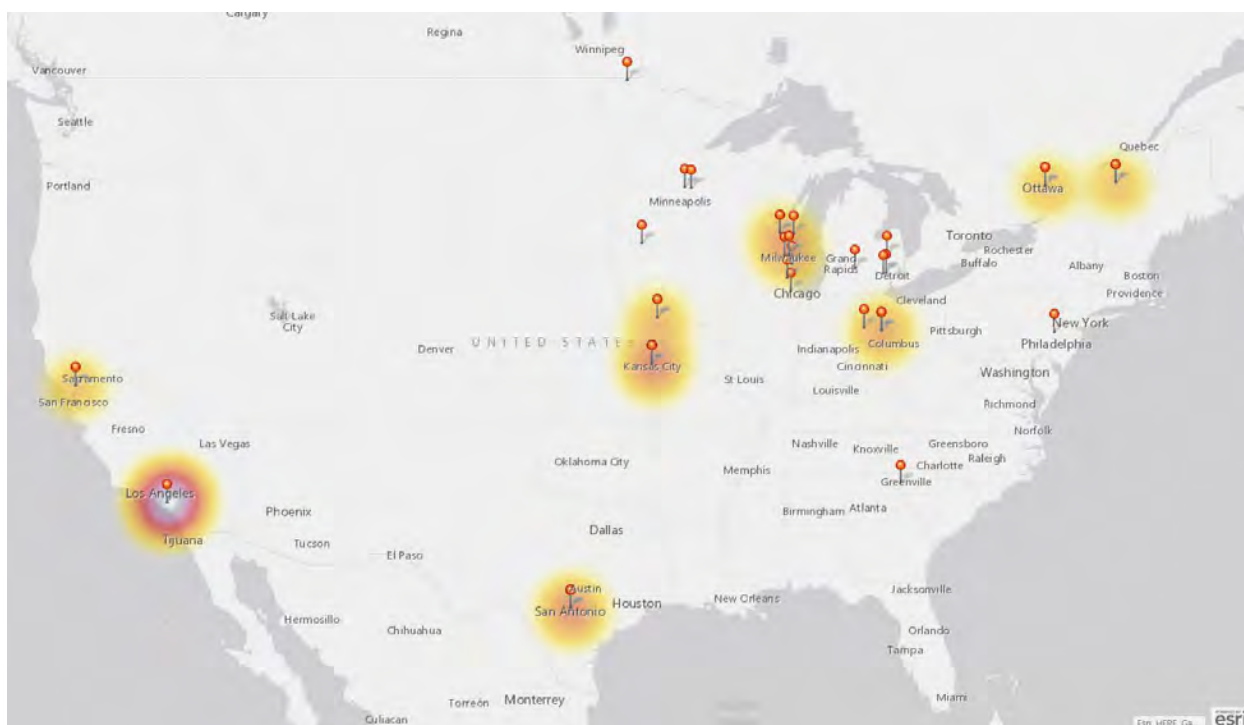 Calgary
Regina
Winnipeg
Vancouver
Seattle
Portland
Minneapolis
Quebec
Ottawa
Toronto
Rochester
Buffalo
Albany
Boston
Providence
Milwaukee
Grand
Rapids
Detroit
Chicago
Cleveland
Pittsburgh
New York
Philadelphia
Salt Lake
City
Denver
UNITED STATES
Kansas City
St Louis
Indianapolis
Columbus
Cincinnati
Louisville
Washington
Richmond
Norfolk
Sacramento
San Francisco
Fresno
Las Vegas
Oklahoma City
Nashville
Knoxville
Greensboro
Raleigh
Charlotte
Memphis
Greenville
Los Angeles
Phoenix
Tucson
Tijuana
El Paso
Dallas
Birmingham
Atlanta
Austin
San Antonio
Houston
New Orleans
Jacksonville
Orlando
Tampa
Miami
Hermosillo
Chihuahua
Torreón
Monterrey
Culiacan
Esri, HERE, Ga
esri